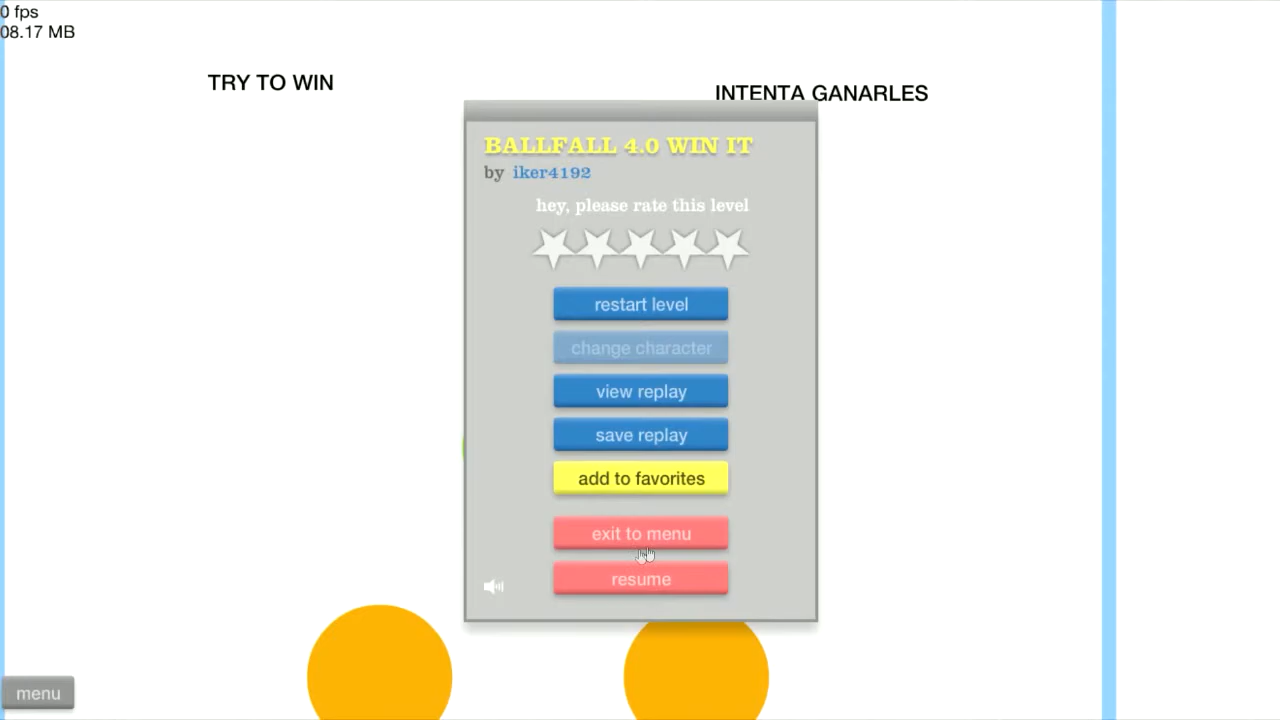 0 fps
08.17 MB
TRY TO WIN
INTENTA GANARLES
BALLFALL 4.0 WIN IT
by iker4192
hey, please rate this level
restart level
change character
view replay
save replay
add to favorites
exit to menu
resume
menu